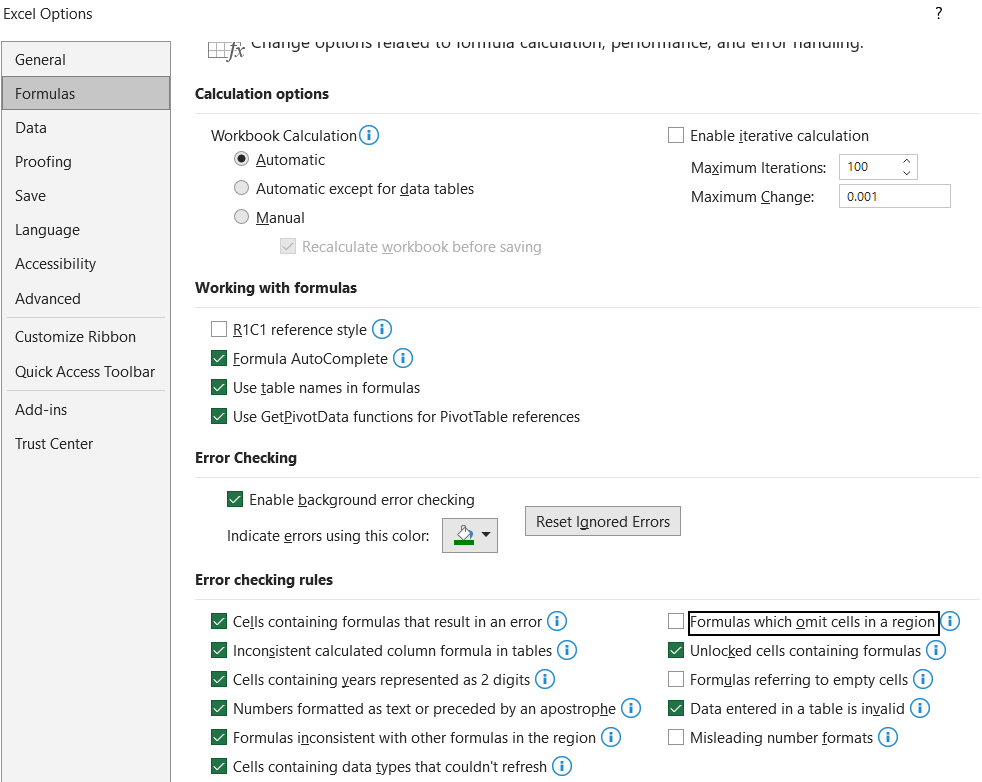 Excel Options
?
General
Formulas
Data
Proofing
Save
Language
Accessibility
Advanced
Customize Ribbon
Quick Access Toolbar
Add-ins
Trust Center
fx Change options related to formula calculation, performance, and error handling.
Calculation options
Workbook Calculation i
Automatic
Automatic except for data tables
Manual
Recalculate workbook before saving
Enable iterative calculation
Maximum Iterations: 100
Maximum Change: 0.001
Working with formulas
R1C1 reference style i
Formula AutoComplete i
Use table names in formulas
Use GetPivotData functions for PivotTable references
Error Checking
Enable background error checking
Indicate errors using this color:
Reset Ignored Errors
Error checking rules
Cells containing formulas that result in an error i
Inconsistent calculated column formula in tables i
Cells containing years represented as 2 digits i
Numbers formatted as text or preceded by an apostrophe i
Formulas inconsistent with other formulas in the region i
Cells containing data types that couldn't refresh i
Formulas which omit cells in a region i
Unlocked cells containing formulas i
Formulas referring to empty cells i
Data entered in a table is invalid i
Misleading number formats i